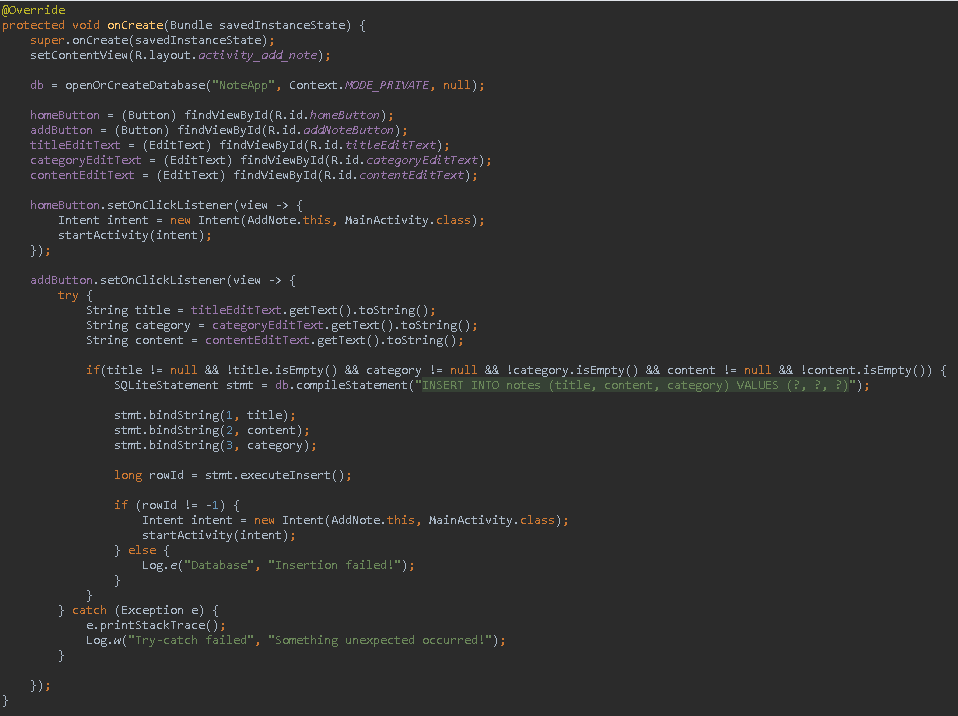 @Override
protected void onCreate(Bundle savedInstanceState) {
    super.onCreate(savedInstanceState);
    setContentView(R.layout.activity_add_note);

    db = openOrCreateDatabase("NoteApp", Context.MODE_PRIVATE, null);

    homeButton = (Button) findViewById(R.id.homeButton);
    addButton = (Button) findViewById(R.id.addNoteButton);
    titleEditText = (EditText) findViewById(R.id.titleEditText);
    categoryEditText = (EditText) findViewById(R.id.categoryEditText);
    contentEditText = (EditText) findViewById(R.id.contentEditText);

    homeButton.setOnClickListener(view -> {
        Intent intent = new Intent(AddNote.this, MainActivity.class);
        startActivity(intent);
    });

    addButton.setOnClickListener(view -> {
        try {
            String title = titleEditText.getText().toString();
            String category = categoryEditText.getText().toString();
            String content = contentEditText.getText().toString();

            if(title != null && !title.isEmpty() && category != null && !category.isEmpty() && content != null && !content.isEmpty()) {
                SQLiteStatement stmt = db.compileStatement("INSERT INTO notes (title, content, category) VALUES (?, ?, ?)");

                stmt.bindString(1, title);
                stmt.bindString(2, content);
                stmt.bindString(3, category);

                long rowId = stmt.executeInsert();

                if (rowId != -1) {
                    Intent intent = new Intent(AddNote.this, MainActivity.class);
                    startActivity(intent);
                } else {
                    Log.e("Database", "Insertion failed!");
                }
            }
        } catch (Exception e) {
            e.printStackTrace();
            Log.w("Try-catch failed", "Something unexpected occurred!");
        }

    });
}